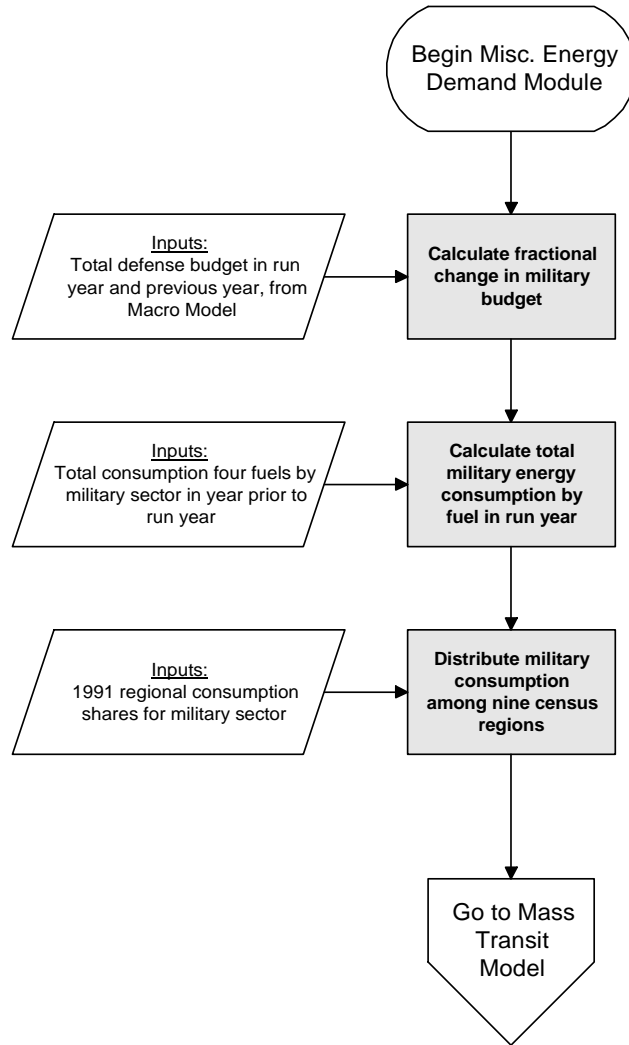 Begin Misc. Energy
Demand Module
Inputs:
Total defense budget in run
year and previous year, from
Macro Model
Calculate fractional
change in military
budget
Inputs:
Total consumption four fuels by
military sector in year prior to
run year
Calculate total
military energy
consumption by
fuel in run year
Inputs:
1991 regional consumption
shares for military sector
Distribute military
consumption
among nine census
regions
Go to Mass
Transit
Model